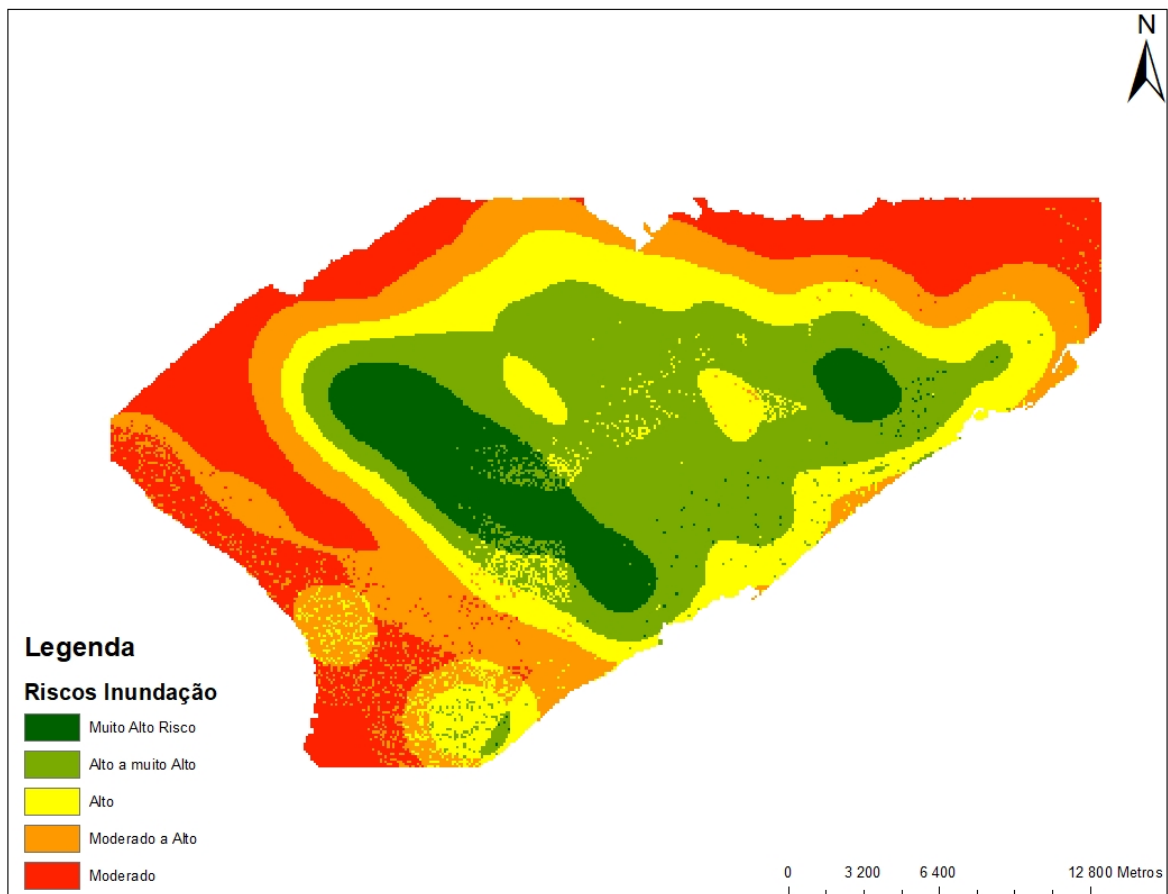 N
Legenda
Riscos Inundação
Muito Alto Risco
Alto a muito Alto
Alto
Moderado a Alto
Moderado
0 3 200 6 400 12 800 Metros